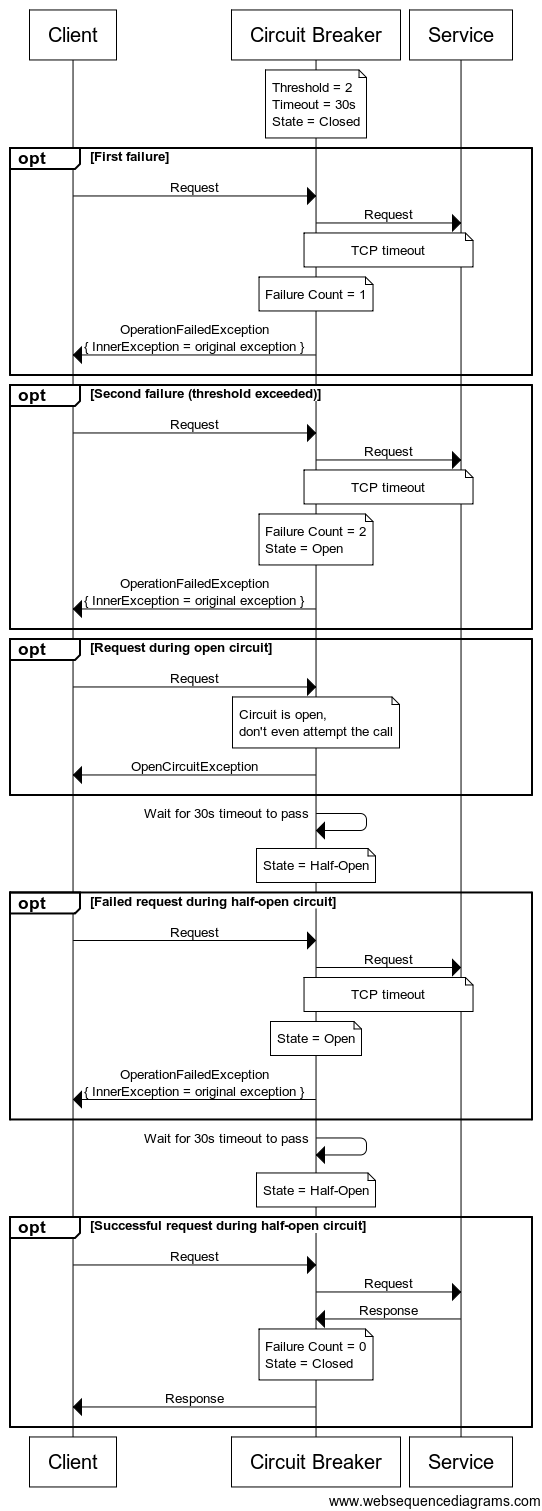 Client
Circuit Breaker
Service
Threshold = 2
Timeout = 30s
State = Closed
opt
[First failure]
Request
Request
TCP timeout
Failure Count = 1
OperationFailedException
{ InnerException = original exception }
opt
[Second failure (threshold exceeded)]
Request
Request
TCP timeout
Failure Count = 2
State = Open
OperationFailedException
{ InnerException = original exception }
opt
[Request during open circuit]
Request
Circuit is open,
don't even attempt the call
OpenCircuitException
Wait for 30s timeout to pass
State = Half-Open
opt
[Failed request during half-open circuit]
Request
Request
TCP timeout
State = Open
OperationFailedException
{ InnerException = original exception }
Wait for 30s timeout to pass
State = Half-Open
opt
[Successful request during half-open circuit]
Request
Request
Response
Failure Count = 0
State = Closed
Response
Client
Circuit Breaker
Service
www.websequencediagrams.com